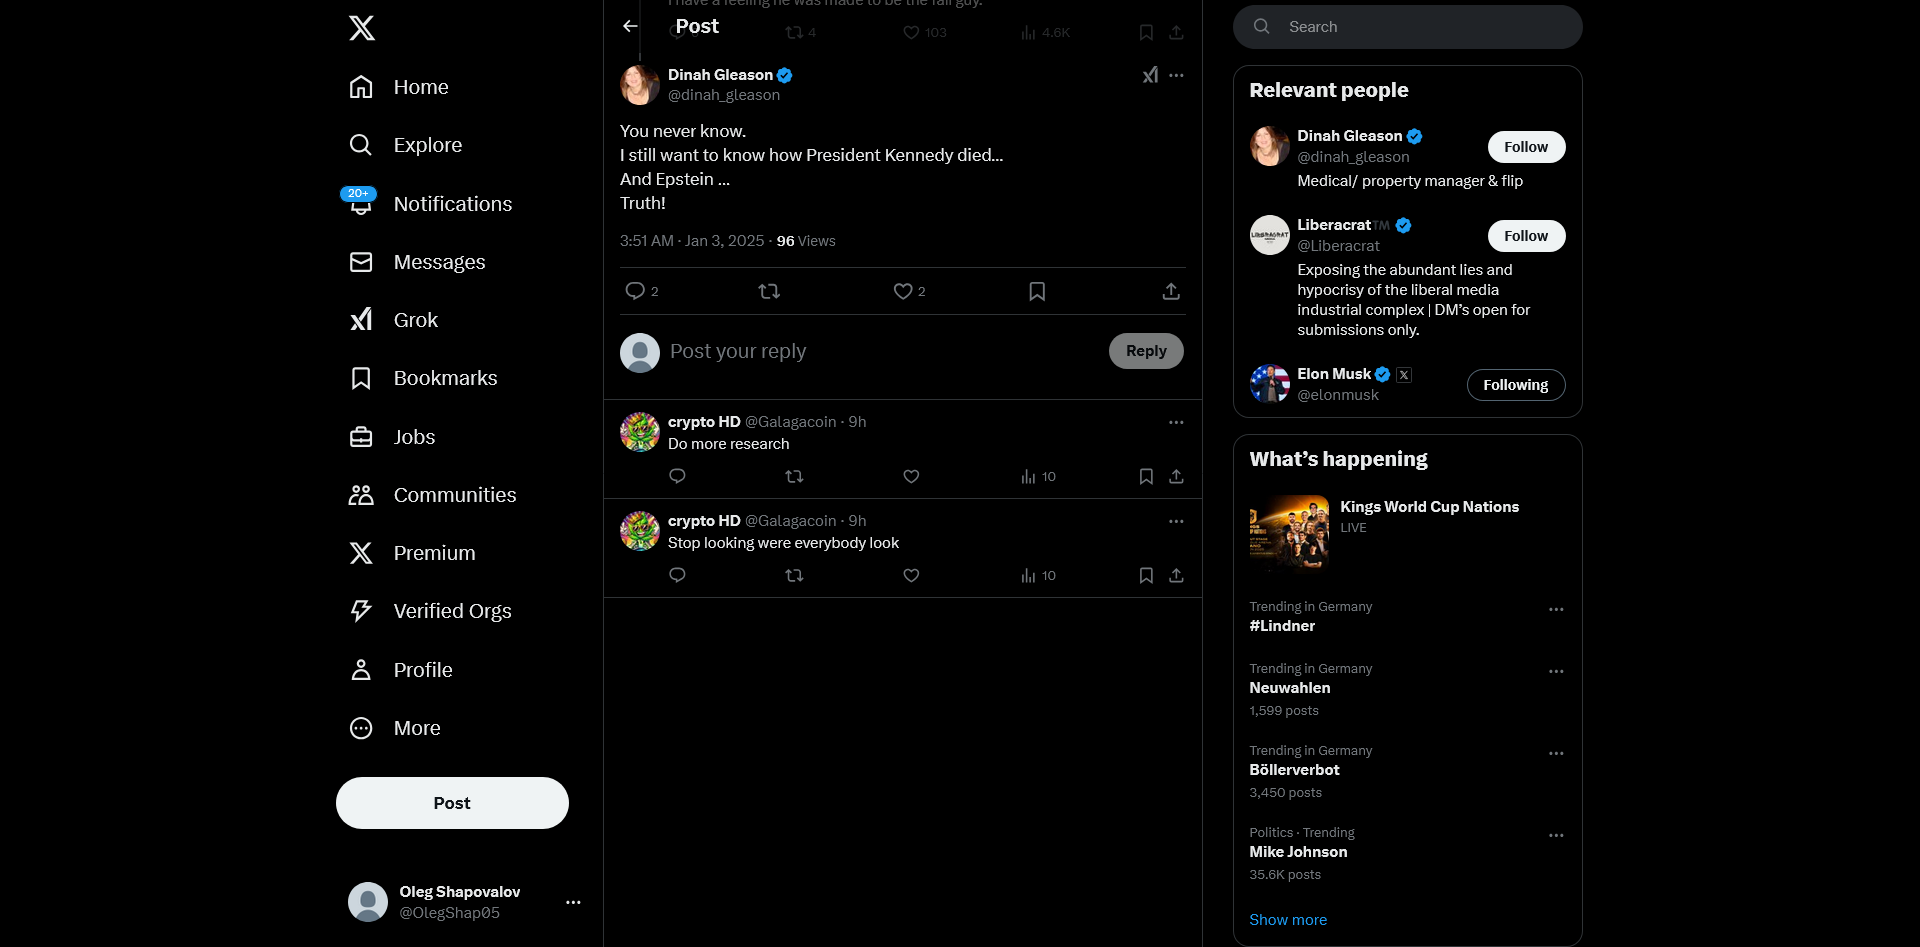 Home
Explore
20+
Notifications
Messages
Grok
Bookmarks
Jobs
Communities
Premium
Verified Orgs
Profile
More
Post
Oleg Shapovalov
@OlegShap05
I have a feeling he was made to be the fall guy.
Post
4
103
4.6K
Dinah Gleason
@dinah_gleason
You never know.
I still want to know how President Kennedy died...
And Epstein ...
Truth!
3:51 AM · Jan 3, 2025 · 96 Views
2
2
Post your reply
Reply
crypto HD @Galagacoin · 9h
Do more research
10
crypto HD @Galagacoin · 9h
Stop looking were everybody look
10
Search
Relevant people
Dinah Gleason
@dinah_gleason
Follow
Medical/ property manager & flip
Liberacrat™
@Liberacrat
Follow
Exposing the abundant lies and
hypocrisy of the liberal media
industrial complex | DM’s open for
submissions only.
Elon Musk
@elonmusk
Following
What’s happening
Kings World Cup Nations
LIVE
Trending in Germany
#Lindner
Trending in Germany
Neuwahlen
1,599 posts
Trending in Germany
Böllerverbot
3,450 posts
Politics · Trending
Mike Johnson
35.6K posts
Show more